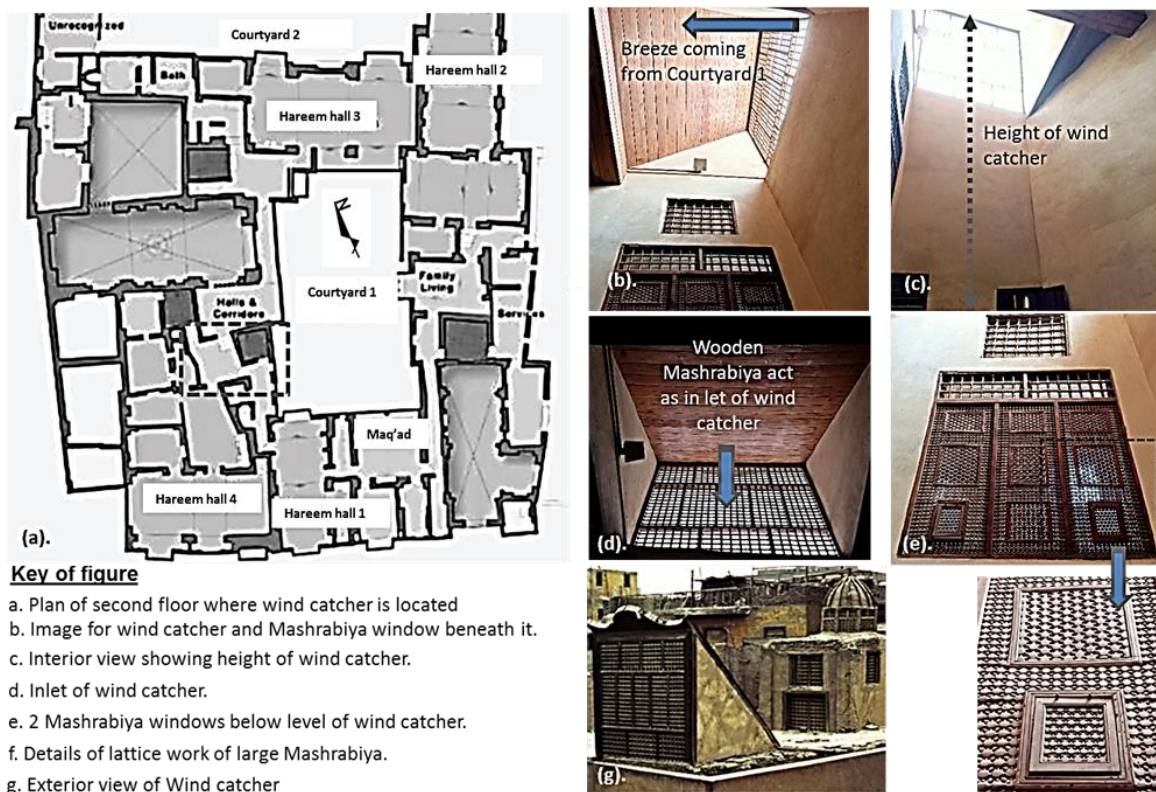 Unrecognized
Courtyard 2
Bath
Hareem hall 2
Hareem hall 3
N
Courtyard 1
Family
Living
Halls &
Corridors
Services
Maq'ad
Hareem hall 4
Hareem hall 1
(a).
Breeze coming
from Courtyard 1
(b).
Height of wind
catcher
(c).
Wooden
Mashrabiya act
as in let of wind
catcher
(d).
(e).
(g).
Key of figure
a. Plan of second floor where wind catcher is located
b. Image for wind catcher and Mashrabiya window beneath it.
c. Interior view showing height of wind catcher.
d. Inlet of wind catcher.
e. 2 Mashrabiya windows below level of wind catcher.
f. Details of lattice work of large Mashrabiya.
g. Exterior view of Wind catcher